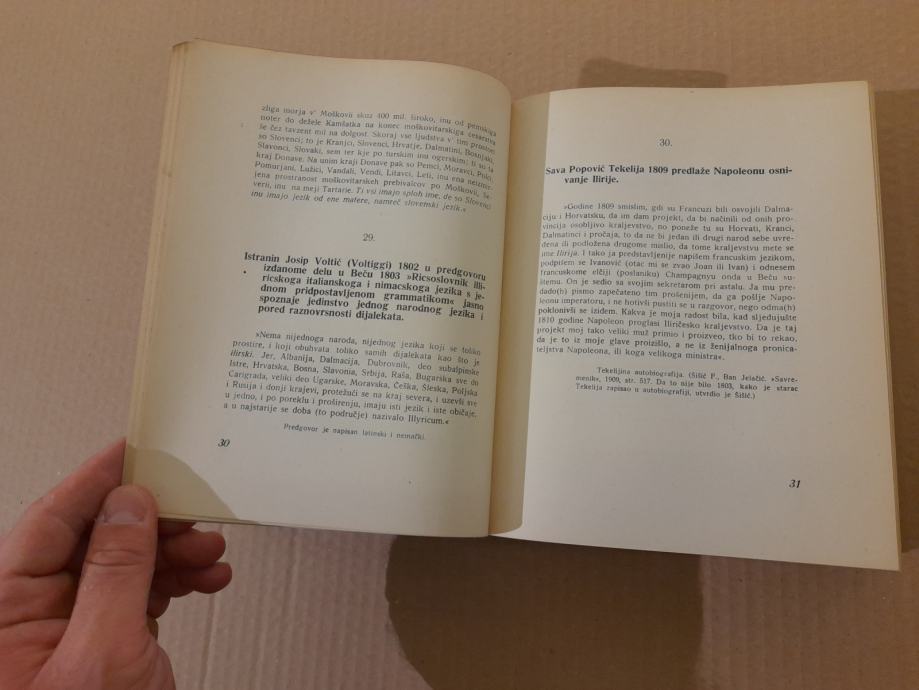 zliga morja v' Moškovii skuz 400 mil. široko, inu od pemskiga
noter do dežele Kamšatka na konec moškovitarskiga cesarstva
še čez tavzent mil na dolgost. Skoraj vse ljudstva v' tim prostoru
so Slovenci; to je Kranjci, Slovenci, Hrvatje, Dalmatini, Bosnjaki,
Slavonci, Slovaki, sem ter kje po turskim inu ogerskim; ti so ta
kraj Donave. Na unim kraji Donave pak so Pemci, Moravci, Polci,
Pomurjani, Lužici, Vandali, Vendi, Litavci, Leti, inu ena neizmir-
jena prostranost moškovitarskih prebivalcov po Moškovii, Se-
verii, inu na meji Tartarie. Ti vsi imajo sploh ime, de so Slovenci
inu imajo jezik od ene matere, namreč slovenski jezik.«
29.
Istranin Josip Voltić (Voltiggi) 1802 u predgovoru
izdanome delu u Beču 1803 »Ricsoslovnik illi-
ricskoga italianskoga i nimacskoga jezika s je-
dnom pridpostavljenom grammatikom« jasno
spoznaje jedinstvo jednog narodnog jezika i
pored raznovrsnosti dijalekata.
»Nema nijednoga naroda, nijednog jezika koji se toliko
prostire, i koji obuhvata toliko samih dijalekata kao što je
ilirski. Jer, Albanija, Dalmacija, Dubrovnik, deo subalpinske
Istre, Hrvatska, Bosna, Slavonia, Srbija, Raša, Bugarska sve do
Carigrada, veliki deo Ugarske, Moravska, Češka, Šleska, Poljska
i Rusija i donji krajevi, protežući se na kraj severa, i uzevši sve
u jedno, i po poreklu i proširenju, imaju isti jezik i iste običaje,
a u najstarije se doba (to područje) nazivalo Illyricum.«
Predgovor je napisan latinski i nemački.
30
30.
Sava Popović Tekelija 1809 predlaže Napoleonu osni-
vanje Ilirije.
»Godine 1809 smislim, gdi su Francuzi bili osvojili Dalma-
ciju i Horvatsku, da im dam projekt, da bi načinili od onih pro-
vincija osobljivo kraljevstvo, no poneže tu su Horvati, Kranci,
Dalmatinci i pročaja, to da ne bi jedan ili drugi narod sebe uvre-
đena ili podložena drugome mislio, da tome kraljevstvu mete se
ime Ilirija. I tako ja predstavljenije napišem francuskim jezikom,
podpišem se Ivanović (otac mi se zvao Joan ili Ivan) i odnesem
francuskome elčiji (poslaniku) Champagnyu onda u Beču su-
štemu. On je sedio sa svojim sekretarom pri astalu. Ja mu pre-
dado(h) pismo zapečateno tim prošenijem, da ga pošlje Napo-
leonu imperatoru, i ne hotivši pustiti se u razgovor, nego odma(h)
poklonivši se iziđem. Kakva je moja radost bila, kad sljedujušte
1810 godine Napoleon proglasi Iliričesko kraljevstvo. Da je taj
projekt moj tako veliki muž primio i proizveo, tko bi to rekao,
da je to iz moje glave proizišlo, a ne iz ženijalnoga pronica-
teljstva Napoleona, ili koga velikoga ministra«.
Tekelijina autobiografija. (Šišić F., Ban Jelačić. »Savre-
menik«, 1909, str. 517. Da to nije bilo 1803, kako je starac
Tekelija zapisao u autobiografiji, utvrdio je Šišić.)
31